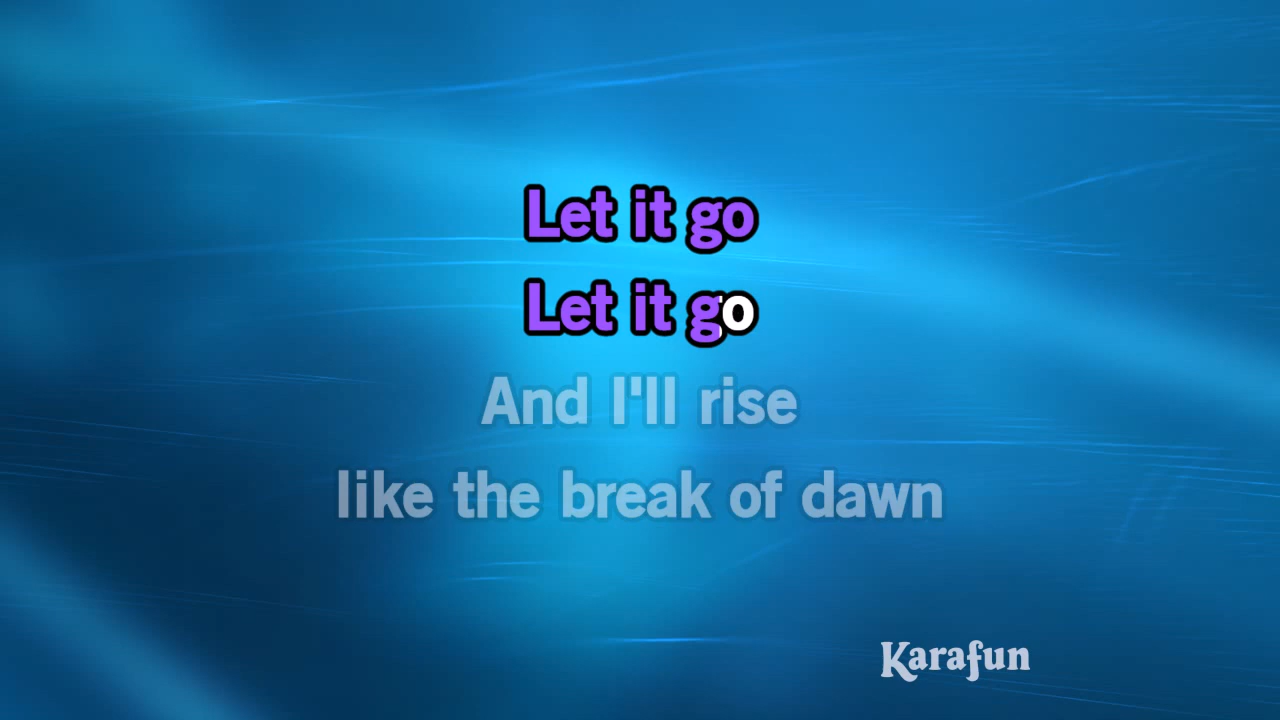 Let it go
Let it go
And I'll rise
like the break of dawn
Karafun